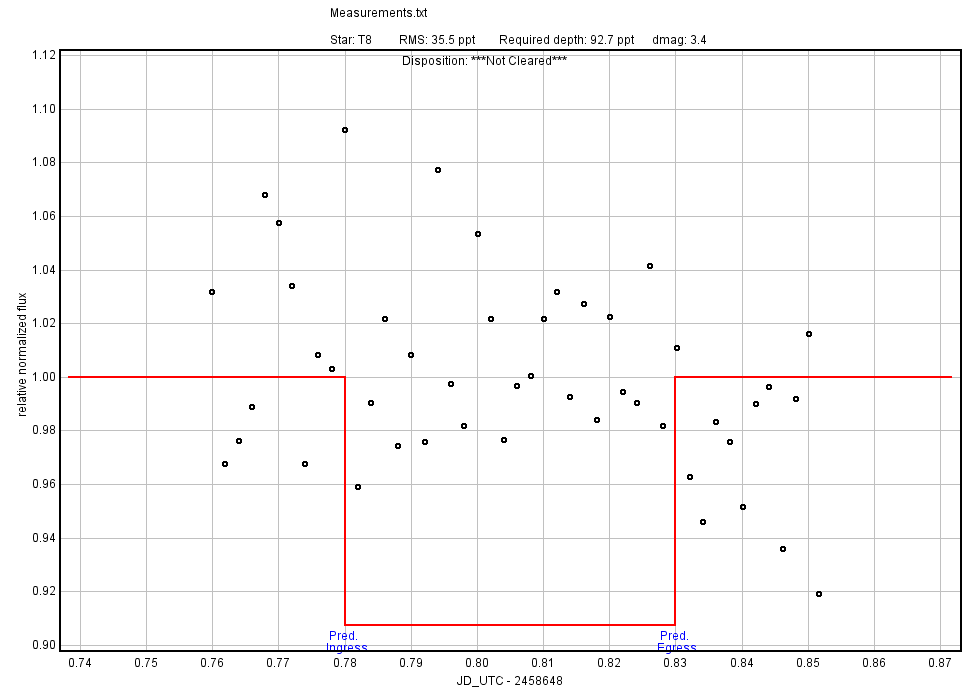 Measurements.txt
Star: T8 RMS: 35.5 ppt Required depth: 92.7 ppt dmag: 3.4
Disposition: ***Not Cleared***
relative normalized flux
1.12
1.10
1.08
1.06
1.04
1.02
1.00
0.98
0.96
0.94
0.92
0.90
Pred.
Ingress
Pred.
Egress
0.74 0.75 0.76 0.77 0.78 0.79 0.80 0.81 0.82 0.83 0.84 0.85 0.86 0.87
JD_UTC - 2458648